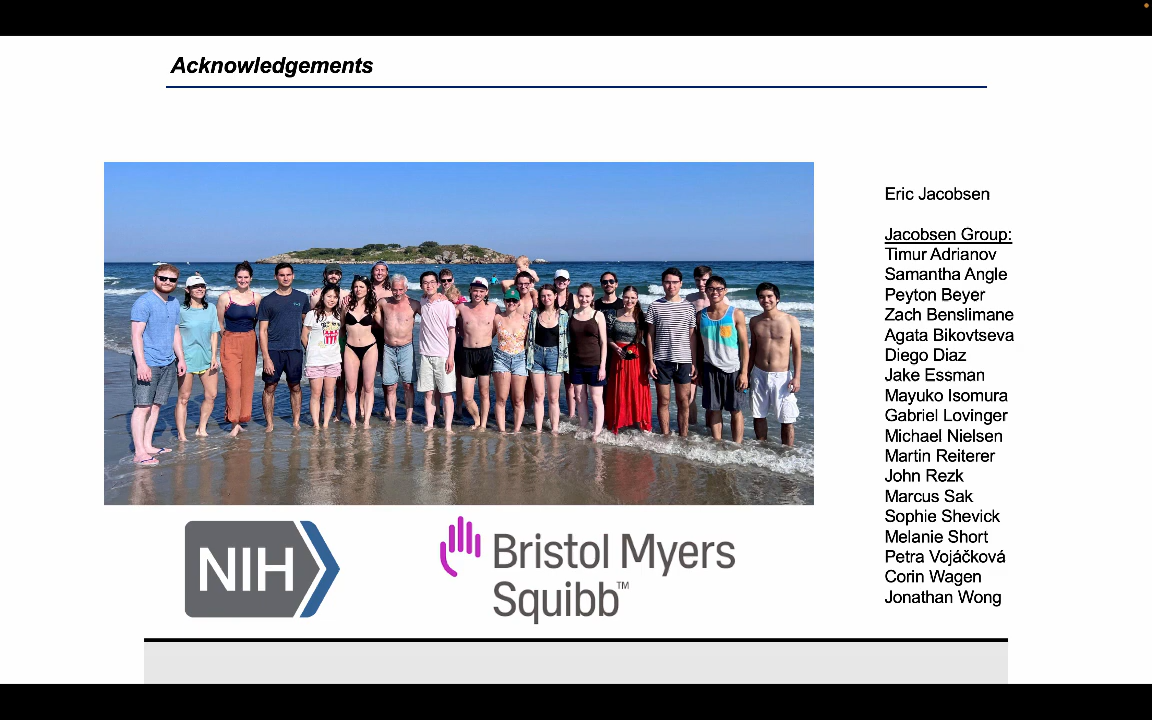 Acknowledgements
Eric Jacobsen
Jacobsen Group:
Timur Adrianov
Samantha Angle
Peyton Beyer
Zach Benslimane
Agata Bikovtseva
Diego Diaz
Jake Essman
Mayuko Isomura
Gabriel Lovinger
Michael Nielsen
Martin Reiterer
John Rezk
Marcus Sak
Sophie Shevick
Melanie Short
Petra Vojáčková
Corin Wagen
Jonathan Wong
NIH
Bristol Myers
Squibb™